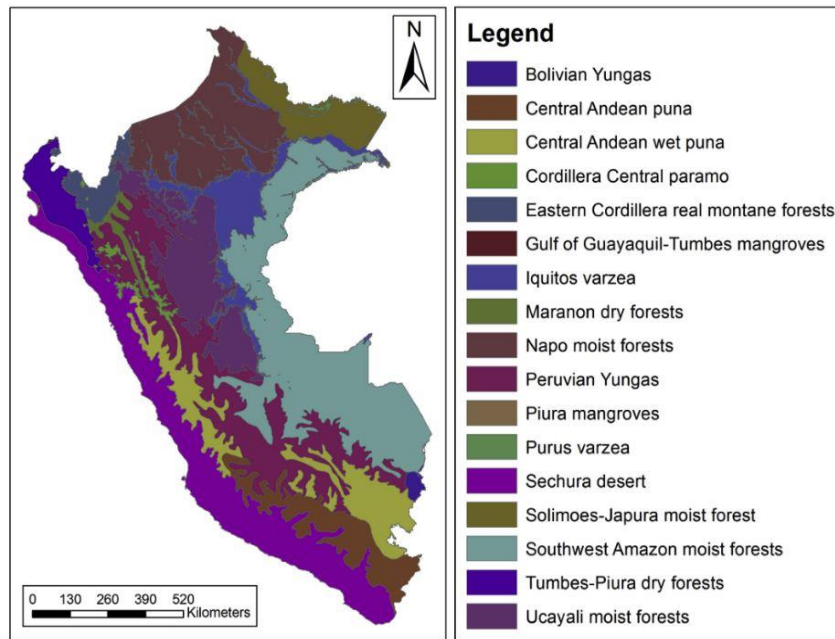 N
0 130 260 390 520
Kilometers
Legend
Bolivian Yungas
Central Andean puna
Central Andean wet puna
Cordillera Central paramo
Eastern Cordillera real montane forests
Gulf of Guayaquil-Tumbes mangroves
Iquitos varzea
Maranon dry forests
Napo moist forests
Peruvian Yungas
Piura mangroves
Purus varzea
Sechura desert
Solimoes-Japura moist forest
Southwest Amazon moist forests
Tumbes-Piura dry forests
Ucayali moist forests